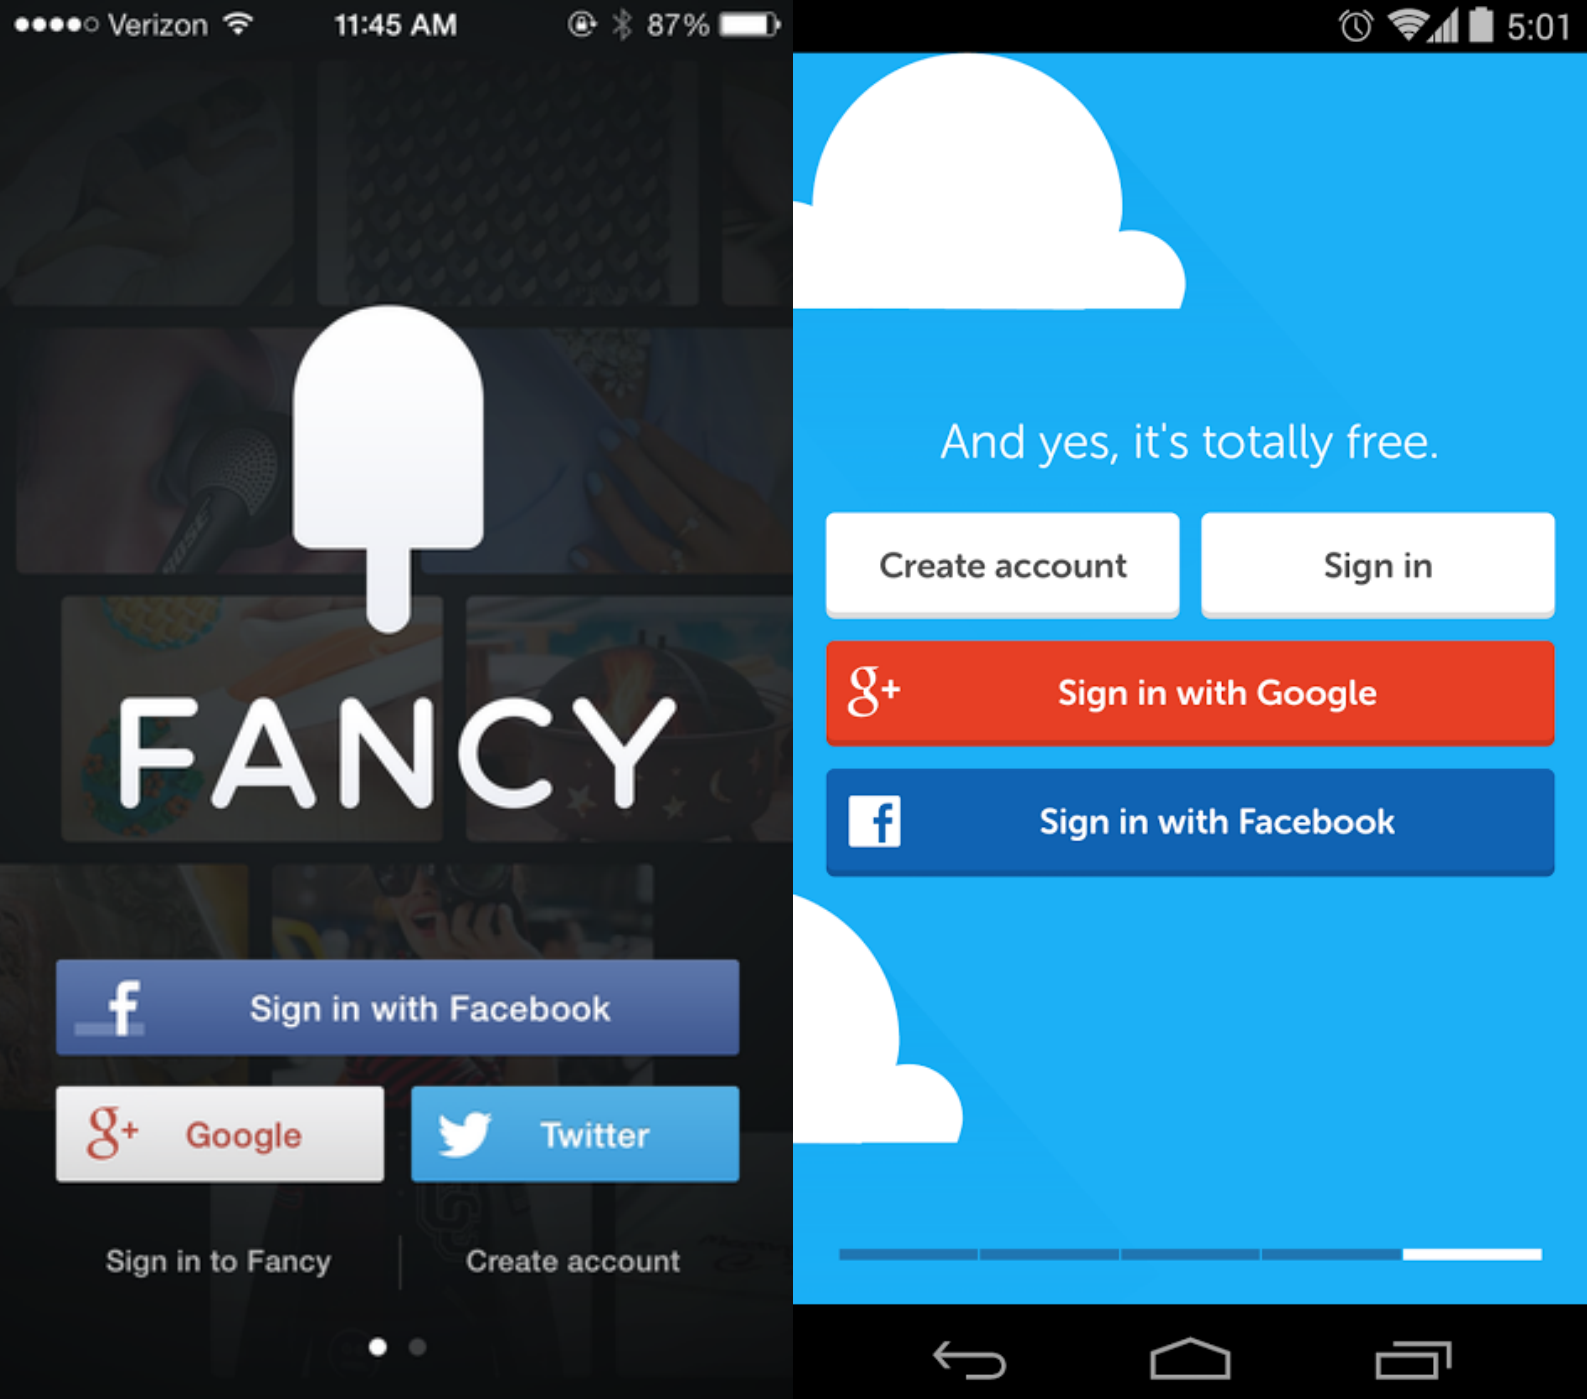 Verizon 11:45 AM 87%
FANCY
Sign in with Facebook
g+ Google
Twitter
Sign in to Fancy
Create account
5:01
And yes, it's totally free.
Create account
Sign in
g+ Sign in with Google
f Sign in with Facebook